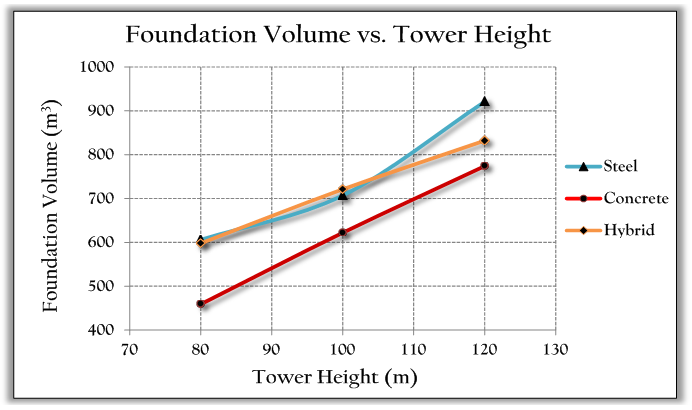 Foundation Volume vs. Tower Height
Foundation Volume (m³)
1000
900
800
700
600
500
400
70 80 90 100 110 120 130
Tower Height (m)
Steel
Concrete
Hybrid